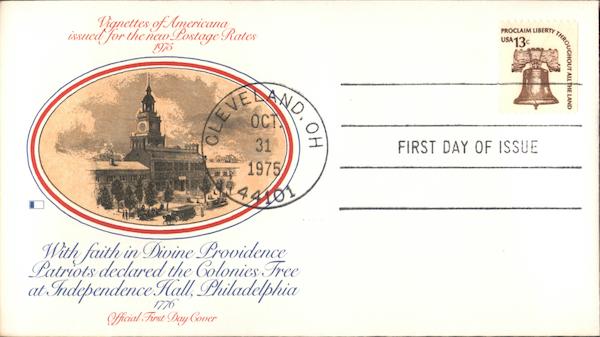 Vignettes of Americana
issued for the new Postage Rates
1975
PROCLAIM LIBERTY THROUGHOUT ALL THE LAND
USA 13c
CLEVELAND, OH
OCT.
31
1975
44101
FIRST DAY OF ISSUE
With faith in Divine Providence
Patriots declared the Colonies Free
at Independence Hall, Philadelphia
1776
Official First Day Cover